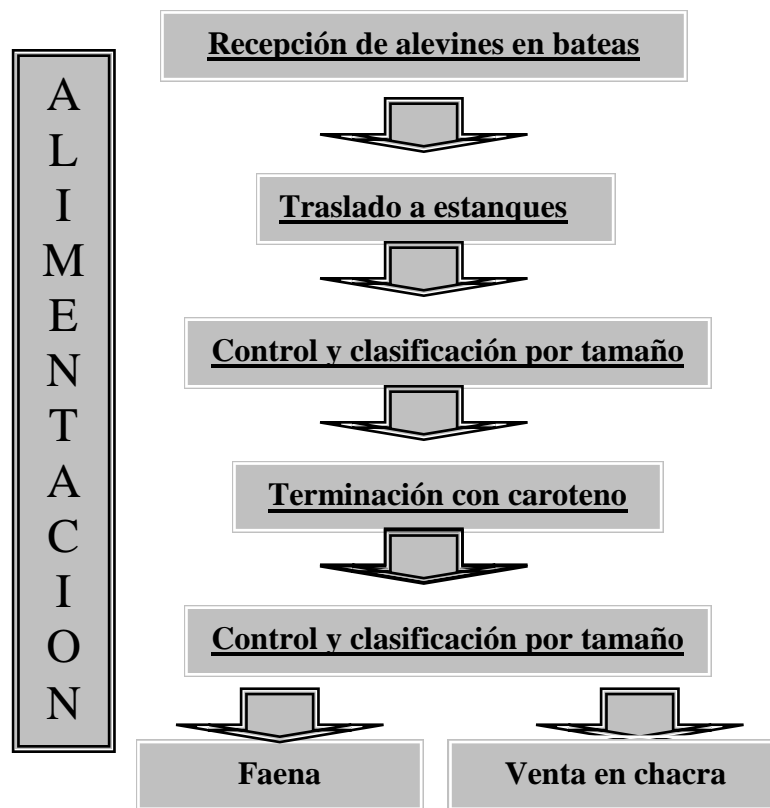 Recepción de alevines en bateas
A
L
I
M
E
N
T
A
C
I
O
N
Traslado a estanques
Control y clasificación por tamaño
Terminación con caroteno
Control y clasificación por tamaño
Faena
Venta en chacra